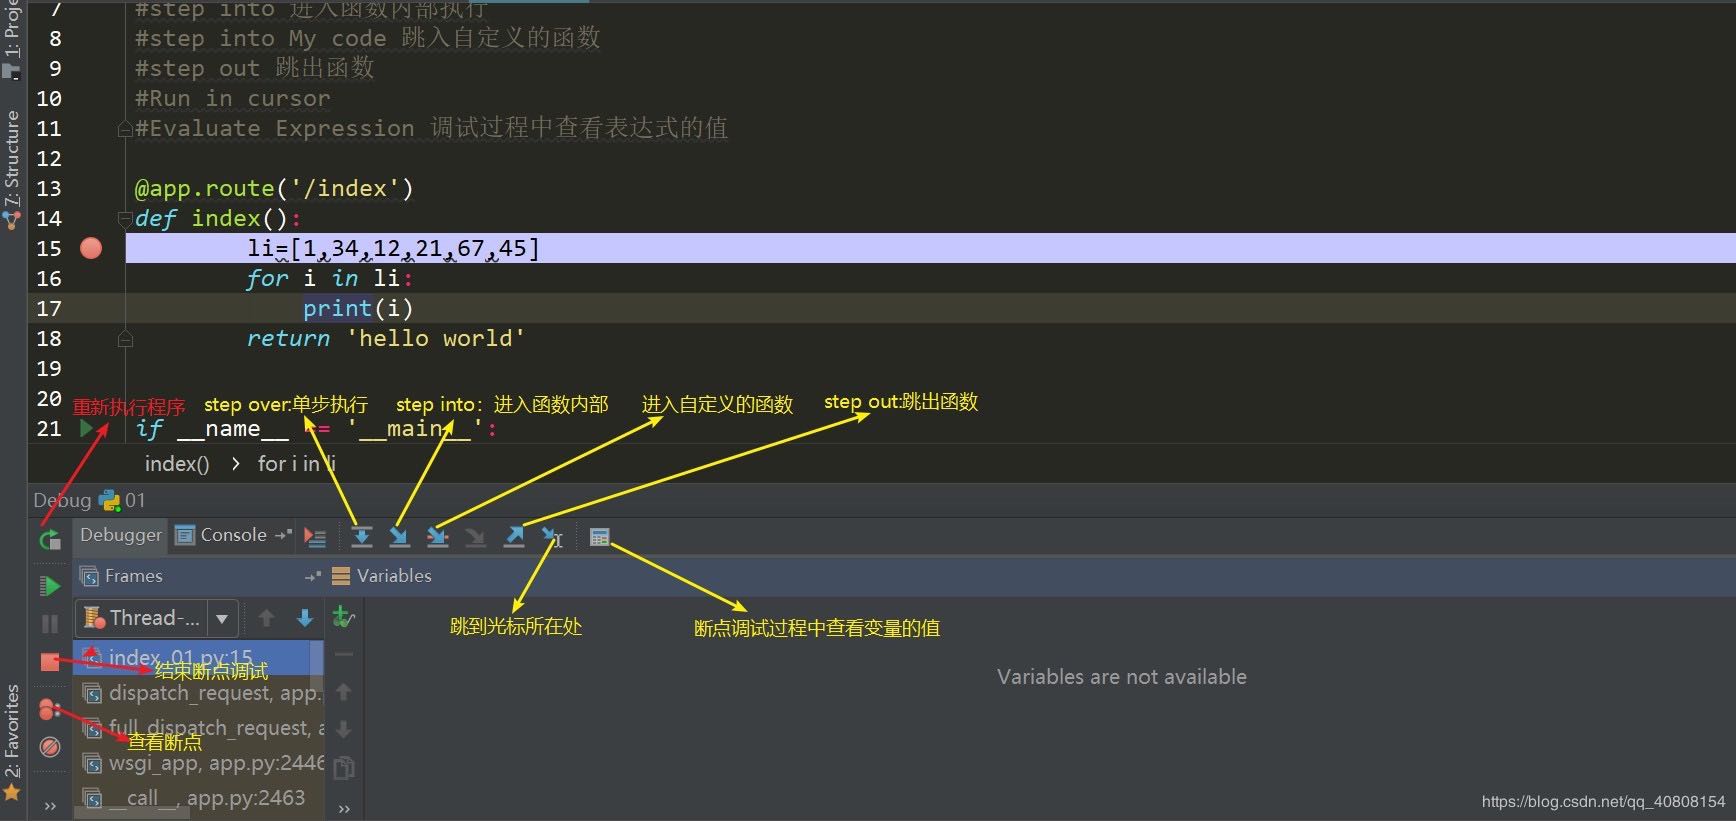 1: Proje
7: Structure
2: Favorites
7 #step into 进入函数内部执行
8 #step into My code 跳入自定义的函数
9 #step out 跳出函数
10 #Run in cursor
11 #Evaluate Expression 调试过程中查看表达式的值
12
13 @app.route('/index')
14 def index():
15 li=[1,34,12,21,67,45]
16 for i in li:
17 print(i)
18 return 'hello world'
19
20
重新执行程序 step over:单步执行 step into: 进入函数内部 进入自定义的函数 step out:跳出函数
21 if __name__ == '__main__':
index() > for i in li
Debug 01
Debugger Console
Frames Variables
Thread-...
跳到光标所在处 断点调试过程中查看变量的值
index, 01.py:15
结束断点调试
Variables are not available
dispatch_request, app.
full_dispatch_request, a
查看断点
wsgi_app, app.py:2446
__call__, app.py:2463
https://blog.csdn.net/qq_40808154